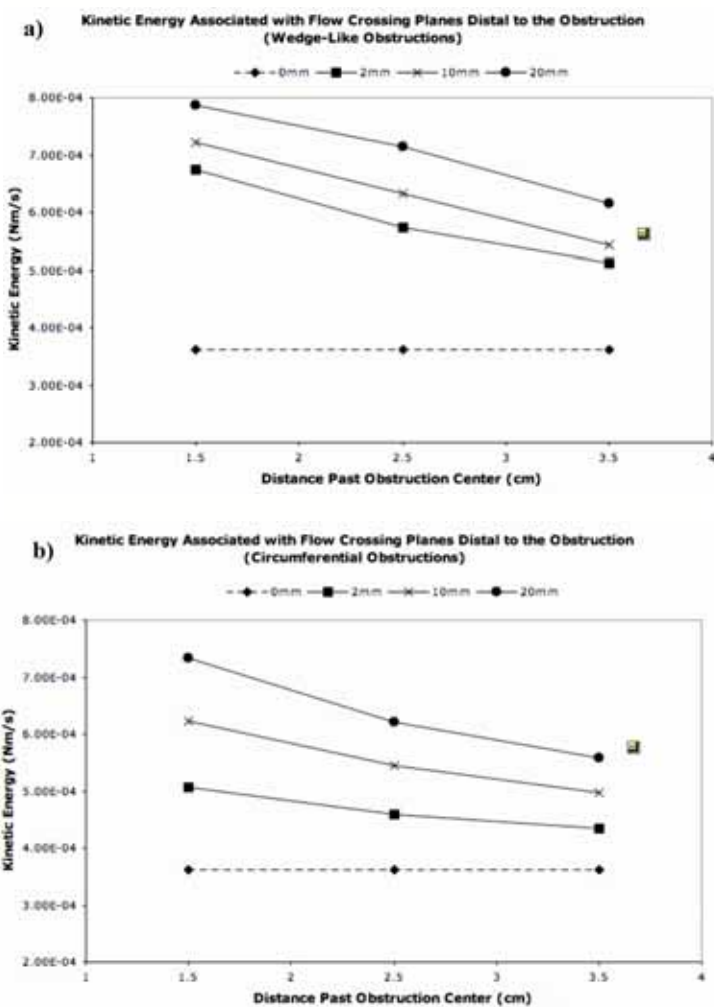 a)
Kinetic Energy Associated with Flow Crossing Planes Distal to the Obstruction
(Wedge-Like Obstructions)
0mm 2mm 10mm 20mm
8.00E-04
7.00E-04
6.00E-04
5.00E-04
4.00E-04
3.00E-04
2.00E-04
Kinetic Energy (Nm/s)
1 1.5 2 2.5 3 3.5 4
Distance Past Obstruction Center (cm)
b)
Kinetic Energy Associated with Flow Crossing Planes Distal to the Obstruction
(Circumferential Obstructions)
0mm 2mm 10mm 20mm
8.00E-04
7.00E-04
6.00E-04
5.00E-04
4.00E-04
3.00E-04
2.00E-04
Kinetic Energy (Nm/s)
1 1.5 2 2.5 3 3.5 4
Distance Past Obstruction Center (cm)